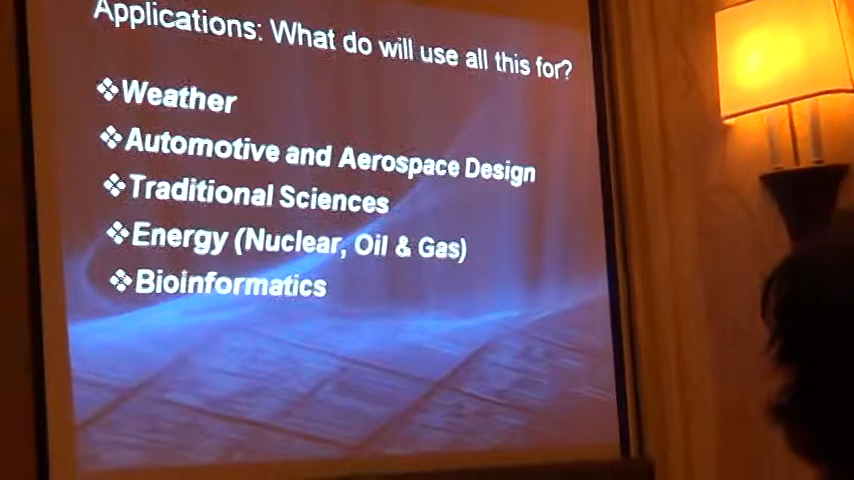 Applications: What do will use all this for?
❖Weather
❖Automotive and Aerospace Design
❖Traditional Sciences
❖Energy (Nuclear, Oil & Gas)
❖Bioinformatics